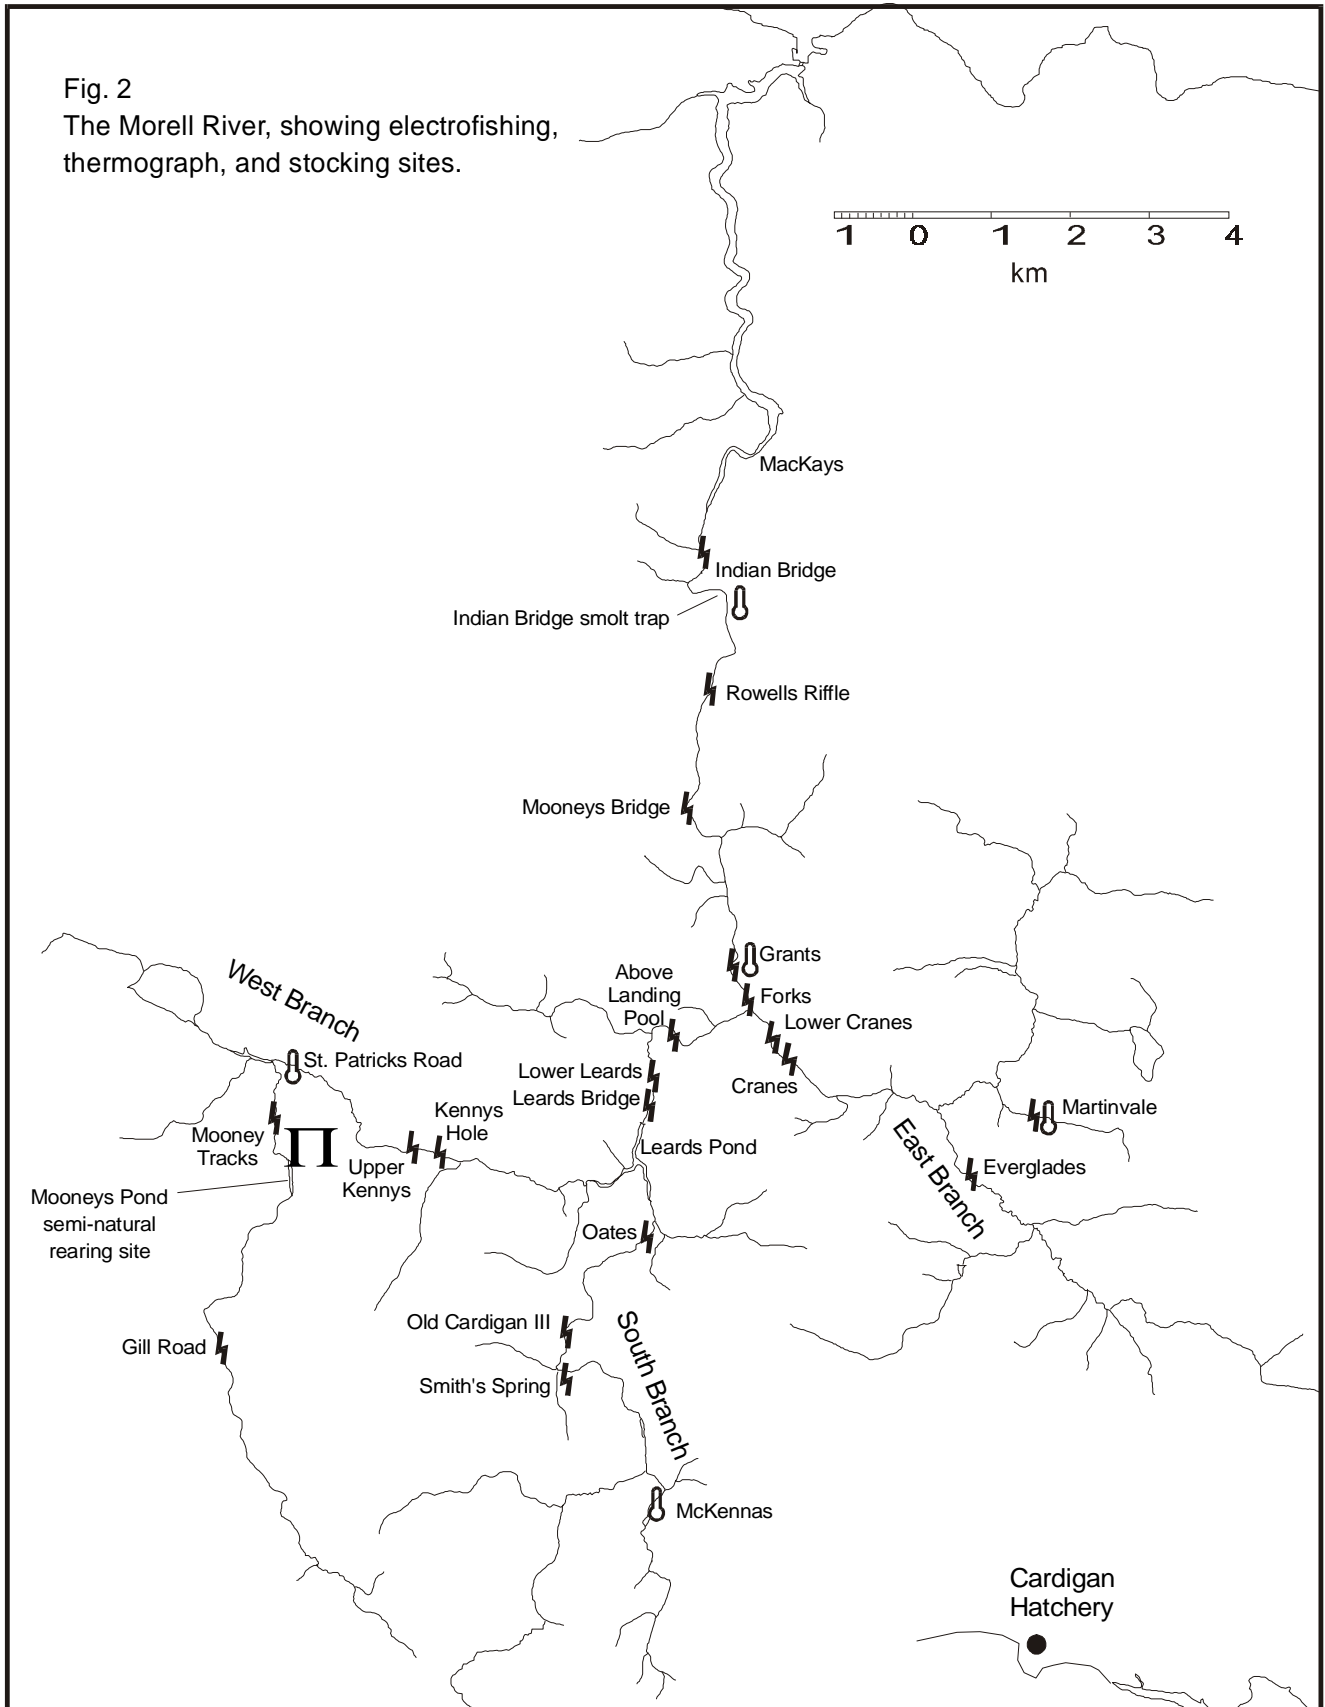 Fig. 2
The Morell River, showing electrofishing,
thermograph, and stocking sites.
1 0 1 2 3 4
km
MacKays
Indian Bridge
Indian Bridge smolt trap
Rowells Riffle
Mooneys Bridge
Grants
Above
Landing
Pool
Forks
Lower Cranes
Cranes
West Branch
St. Patricks Road
Lower Leards
Leards Bridge
Kennys
Hole
Martinvale
Mooney
Tracks
Π
Upper
Kennys
Leards Pond
East Branch
Everglades
Mooneys Pond
semi-natural
rearing site
Oates
Old Cardigan III
South Branch
Gill Road
Smith's Spring
McKennas
Cardigan
Hatchery